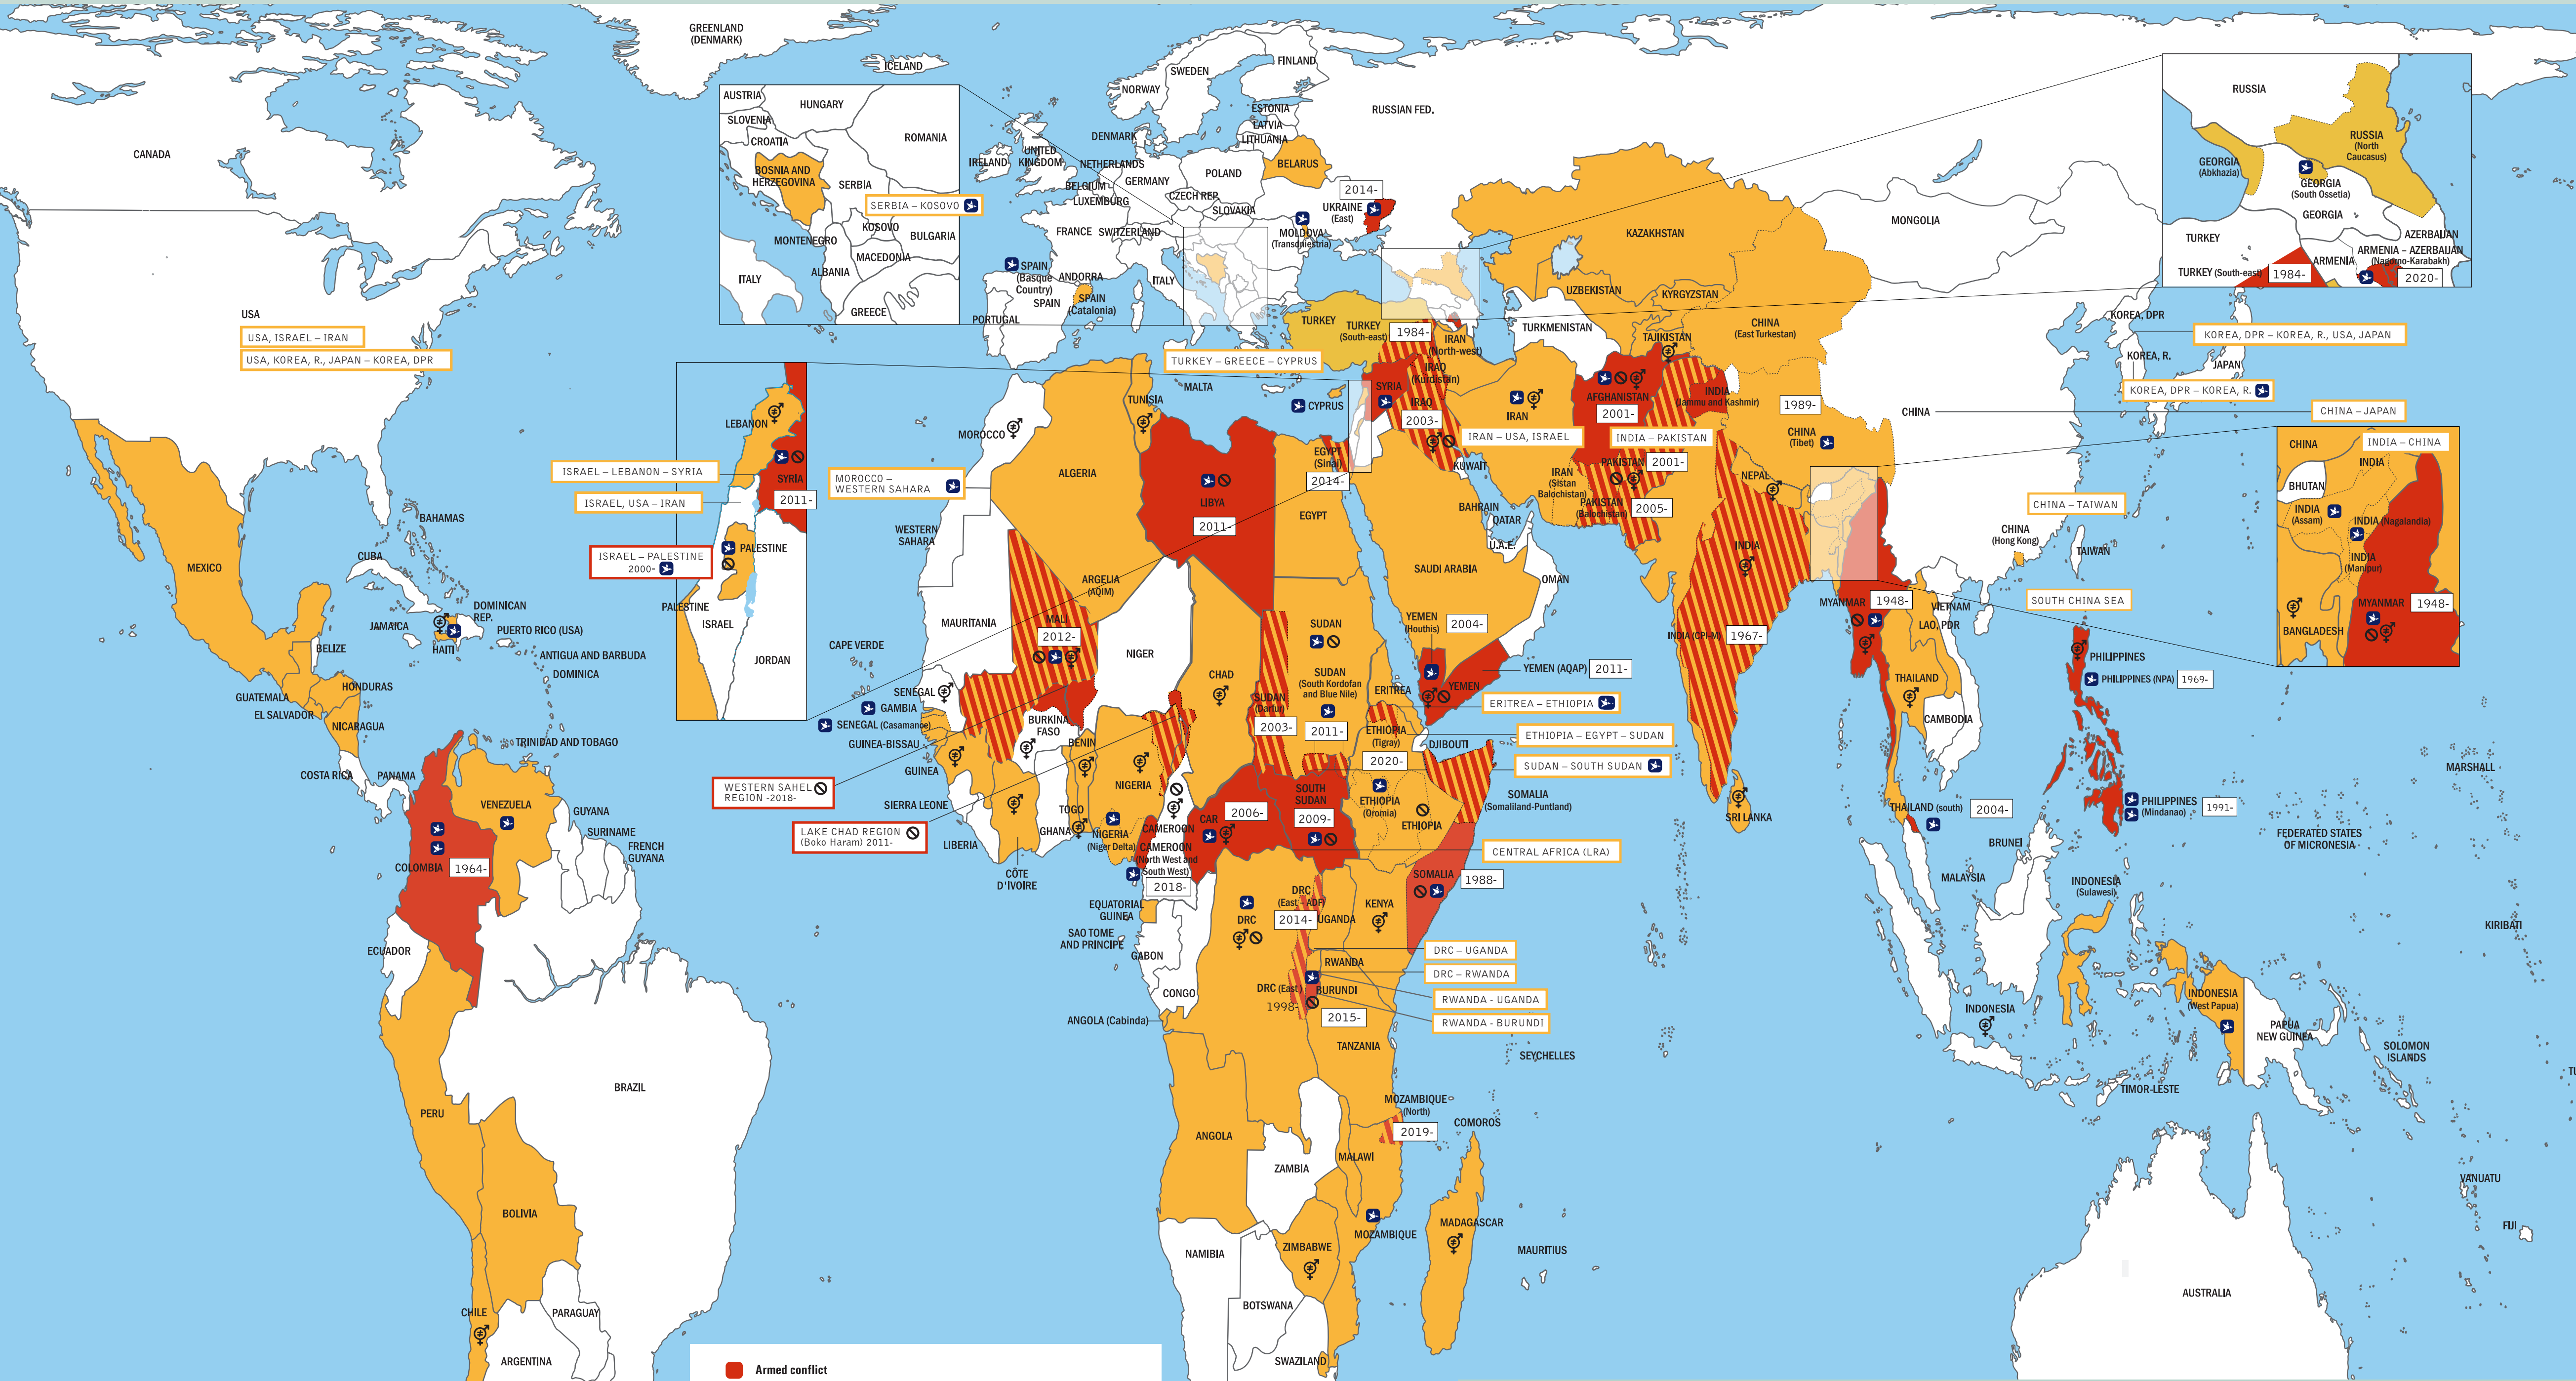 GREENLAND
(DENMARK)
ICELAND
SWEDEN
FINLAND
NORWAY
ESTONIA
LATVIA
LITHUANIA
RUSSIAN FED.
DENMARK
UNITED
KINGDOM
IRELAND
NETHERLANDS
BELGIUM
LUXEMBURG
GERMANY
POLAND
CZECH REP.
SLOVAKIA
BELARUS
2014-
UKRAINE
(East)
MOLDOVA
(Transdniestria)
FRANCE
SWITZERLAND
ITALY
ANDORRA
SPAIN
(Basque
Country)
SPAIN
SPAIN
(Catalonia)
PORTUGAL
AUSTRIA
HUNGARY
SLOVENIA
CROATIA
ROMANIA
BOSNIA AND
HERZEGOVINA
SERBIA
SERBIA – KOSOVO
KOSOVO
MONTENEGRO
BULGARIA
MACEDONIA
ALBANIA
ITALY
GREECE
RUSSIA
RUSSIA
(North
Caucasus)
GEORGIA
(Abkhazia)
GEORGIA
(South Ossetia)
GEORGIA
TURKEY
AZERBAIJAN
ARMENIA – AZERBAIJAN
(Nagorno-Karabakh)
ARMENIA
TURKEY (South-east)
1984-
2020-
CANADA
USA
USA, ISRAEL – IRAN
USA, KOREA, R., JAPAN – KOREA, DPR
MEXICO
BAHAMAS
CUBA
JAMAICA
HAITI
DOMINICAN
REP.
PUERTO RICO (USA)
ANTIGUA AND BARBUDA
DOMINICA
BELIZE
GUATEMALA
HONDURAS
EL SALVADOR
NICARAGUA
COSTA RICA
PANAMA
TRINIDAD AND TOBAGO
VENEZUELA
GUYANA
SURINAME
FRENCH
GUYANA
COLOMBIA
1964-
ECUADOR
PERU
BRAZIL
BOLIVIA
CHILE
PARAGUAY
ARGENTINA
LEBANON
SYRIA
2011-
ISRAEL – LEBANON – SYRIA
ISRAEL, USA – IRAN
ISRAEL – PALESTINE
2000-
PALESTINE
PALESTINE
ISRAEL
JORDAN
TURKEY – GREECE – CYPRUS
MALTA
CYPRUS
TURKEY
TURKEY
(South-east)
1984-
SYRIA
IRAQ
(Kurdistan)
IRAQ
2003-
IRAN
(North-west)
IRAN
IRAN – USA, ISRAEL
IRAN
(Sistan
Balochistan)
KUWAIT
BAHRAIN
QATAR
U.A.E.
OMAN
SAUDI ARABIA
YEMEN
(Houthis)
2004-
YEMEN (AQAP)
2011-
YEMEN
KAZAKHSTAN
UZBEKISTAN
KYRGYZSTAN
TURKMENISTAN
TAJIKISTAN
AFGHANISTAN
2001-
INDIA – PAKISTAN
PAKISTAN
2001-
PAKISTAN
(Balochistan)
2005-
INDIA
(Jammu and Kashmir)
1989-
CHINA
(East Turkestan)
CHINA
(Tibet)
NEPAL
INDIA
INDIA (CPI-M)
1967-
SRI LANKA
MONGOLIA
CHINA
KOREA, DPR
KOREA, R.
JAPAN
KOREA, DPR – KOREA, R., USA, JAPAN
KOREA, DPR – KOREA, R.
CHINA – JAPAN
CHINA
INDIA – CHINA
INDIA
BHUTAN
INDIA
(Assam)
INDIA (Nagalandia)
INDIA
(Manipur)
MYANMAR
1948-
BANGLADESH
CHINA – TAIWAN
CHINA
(Hong Kong)
TAIWAN
SOUTH CHINA SEA
MYANMAR
1948-
VIETNAM
LAO, PDR
THAILAND
CAMBODIA
THAILAND (south)
2004-
PHILIPPINES
PHILIPPINES (NPA)
1969-
PHILIPPINES
(Mindanao)
1991-
BRUNEI
MALAYSIA
INDONESIA
(Sulawesi)
INDONESIA
INDONESIA
(West Papua)
PAPUA
NEW GUINEA
TIMOR-LESTE
SOLOMON
ISLANDS
MARSHALL
FEDERATED STATES
OF MICRONESIA
KIRIBATI
VANUATU
FIJI
AUSTRALIA
MOROCCO
MOROCCO –
WESTERN SAHARA
WESTERN
SAHARA
ALGERIA
ARGELIA
(AQIM)
TUNISIA
LIBYA
2011-
EGYPT
(Sinai)
2014-
EGYPT
MAURITANIA
MALI
2012-
NIGER
CHAD
SUDAN
SUDAN
(South Kordofan
and Blue Nile)
2011-
SUDAN
(Darfur)
2003-
CAPE VERDE
SENEGAL
GAMBIA
SENEGAL (Casamance)
GUINEA-BISSAU
GUINEA
SIERRA LEONE
LIBERIA
CÔTE
D'IVOIRE
BURKINA
FASO
GHANA
TOGO
BENIN
NIGERIA
NIGERIA
(Niger Delta)
WESTERN SAHEL
REGION -2018-
LAKE CHAD REGION
(Boko Haram) 2011-
CAMEROON
CAMEROON
(North West and
South West)
2018-
CAR
2006-
SOUTH
SUDAN
2009-
ERITREA
ERITREA – ETHIOPIA
ETHIOPIA
(Tigray)
2020-
ETHIOPIA – EGYPT – SUDAN
DJIBOUTI
SUDAN – SOUTH SUDAN
ETHIOPIA
(Oromia)
ETHIOPIA
SOMALIA
(Somaliland-Puntland)
CENTRAL AFRICA (LRA)
SOMALIA
1988-
EQUATORIAL
GUINEA
SAO TOME
AND PRINCIPE
GABON
CONGO
DRC
DRC
(East – ADF)
2014-
UGANDA
KENYA
DRC – UGANDA
RWANDA
DRC – RWANDA
DRC (East)
1998-
BURUNDI
2015-
RWANDA - UGANDA
RWANDA - BURUNDI
ANGOLA (Cabinda)
TANZANIA
SEYCHELLES
ANGOLA
ZAMBIA
MALAWI
MOZAMBIQUE
(North)
2019-
COMOROS
MOZAMBIQUE
MADAGASCAR
MAURITIUS
ZIMBABWE
NAMIBIA
BOTSWANA
SWAZILAND
Armed conflict